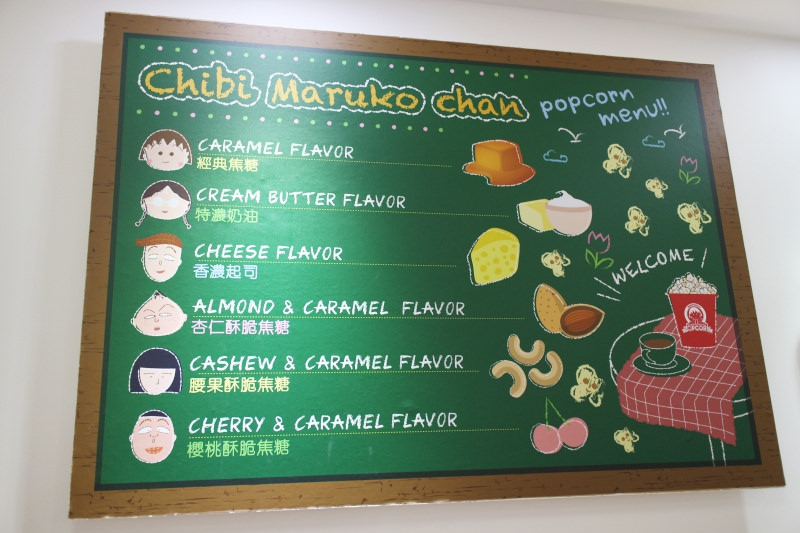 Chibi Maruko chan
popcorn
menu!!
CARAMEL FLAVOR
經典焦糖
CREAM BUTTER FLAVOR
特濃奶油
CHEESE FLAVOR
香濃起司
ALMOND & CARAMEL FLAVOR
杏仁酥脆焦糖
CASHEW & CARAMEL FLAVOR
腰果酥脆焦糖
CHERRY & CARAMEL FLAVOR
櫻桃酥脆焦糖
WELCOME
POPCORN